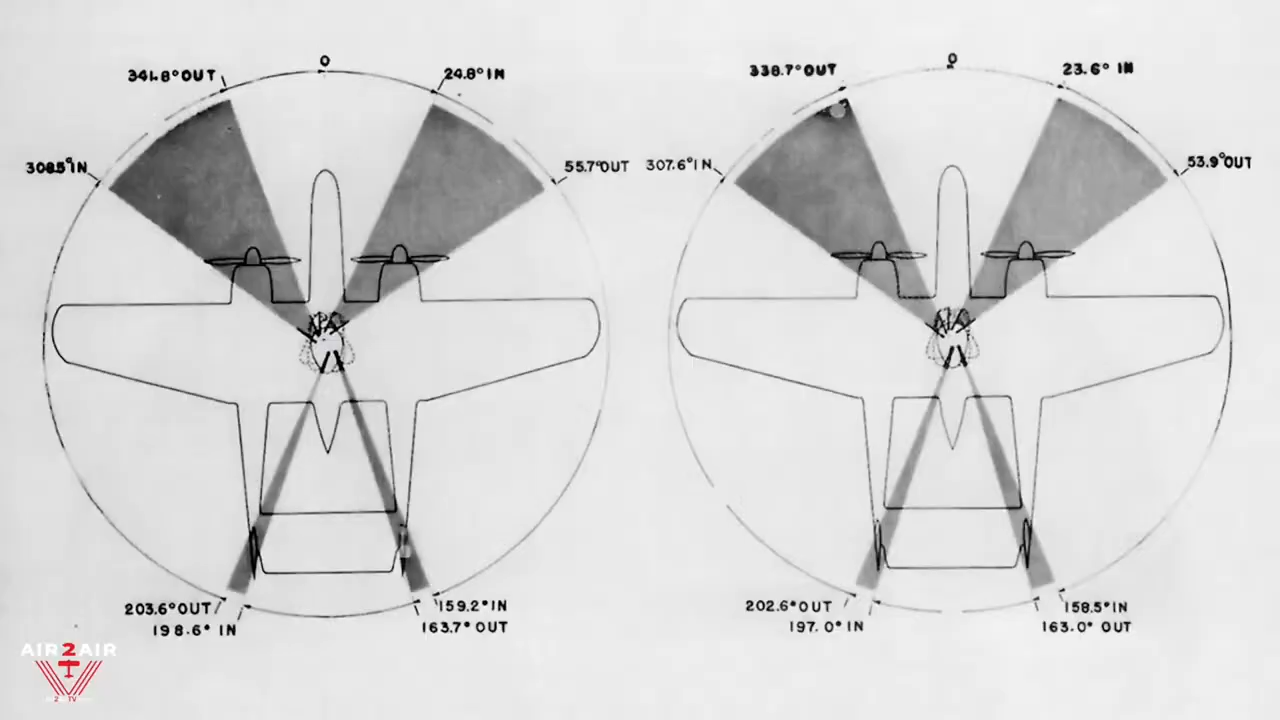 O
341.8° OUT
24.8° IN
308.5° IN
55.7° OUT
203.6° OUT
198.6° IN
159.2° IN
163.7° OUT
O
338.7° OUT
23.6° IN
307.6° IN
53.9° OUT
202.6° OUT
197.0° IN
158.5° IN
163.0° OUT
AIR2AIR